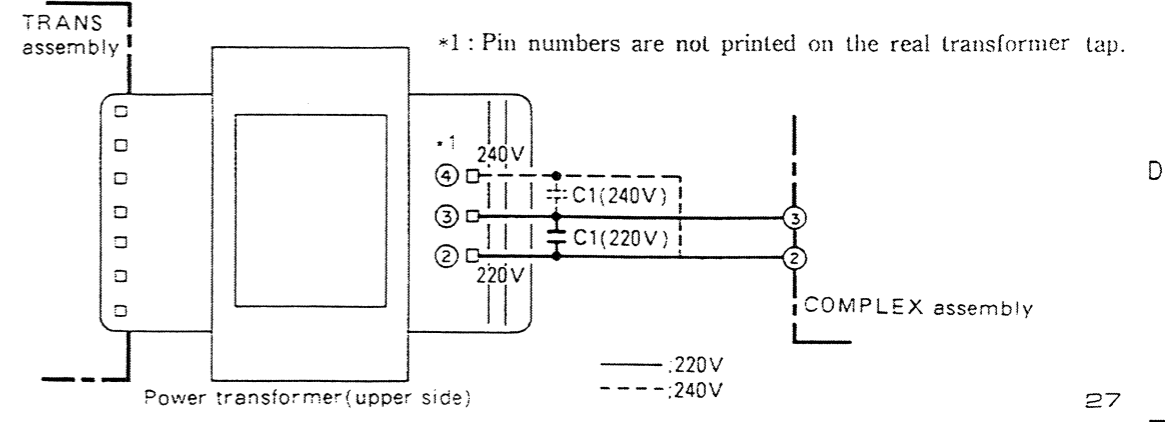 TRANS
assembly
*1 : Pin numbers are not printed on the real transformer tap.
*1
240V
④
C1(240V)
③
③
C1(220V)
②
②
220V
COMPLEX assembly
———— ;220V
- - - - ;240V
Power transformer(upper side)
D
27